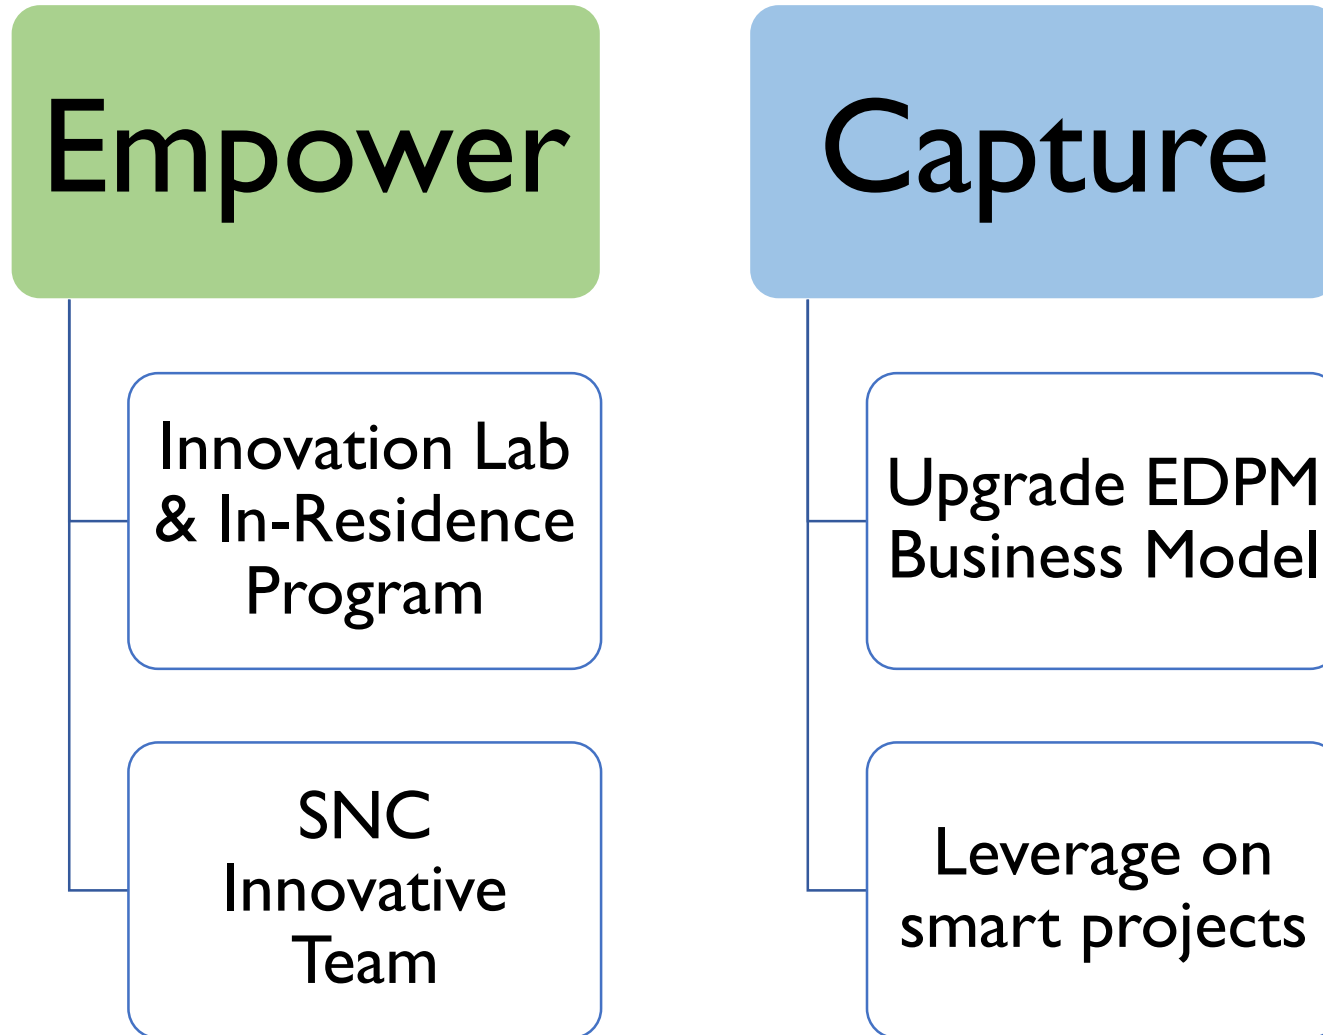 Empower
Innovation Lab
& In-Residence
Program
SNC
Innovative
Team
Capture
Upgrade EDPM
Business Model
Leverage on
smart projects